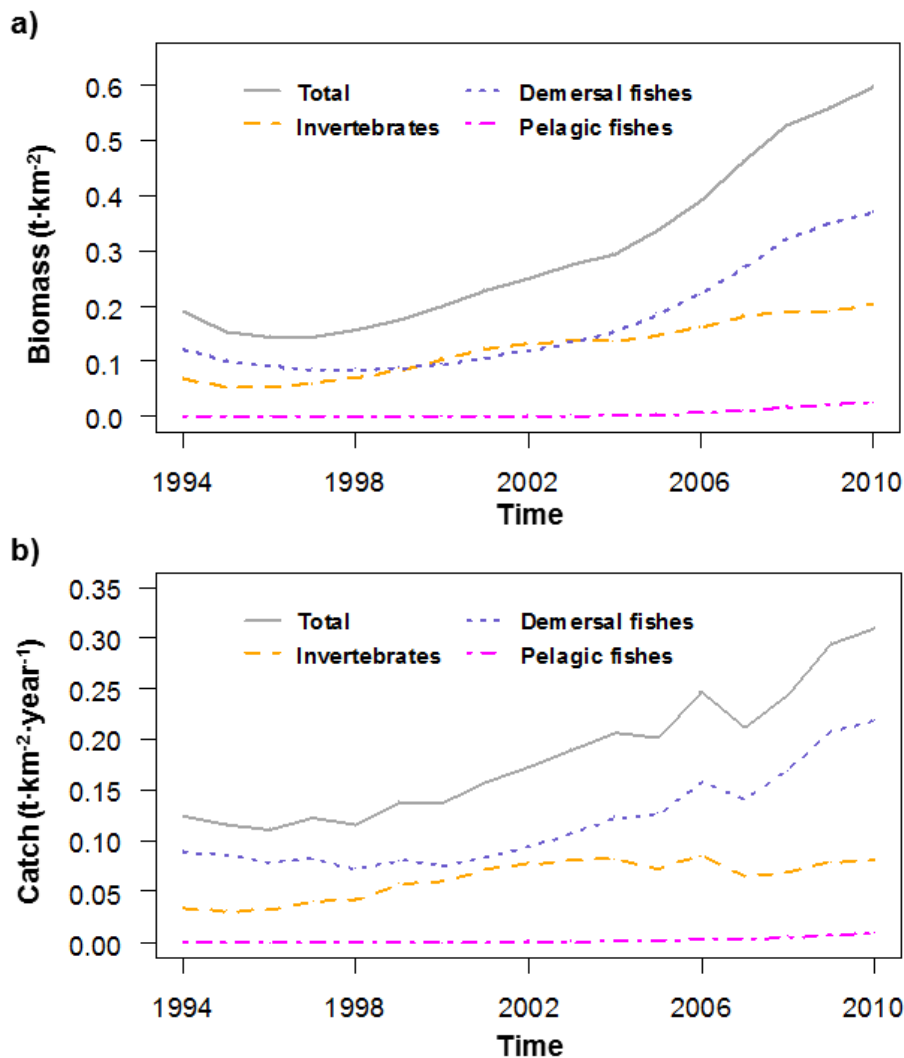 a)
Total
Demersal fishes
Invertebrates
Pelagic fishes
Biomass (t·km-2)
0.6
0.5
0.4
0.3
0.2
0.1
0.0
1994 1998 2002 2006 2010
Time
b)
Total
Demersal fishes
Invertebrates
Pelagic fishes
Catch (t·km-2·year-1)
0.35
0.30
0.25
0.20
0.15
0.10
0.05
0.00
1994 1998 2002 2006 2010
Time